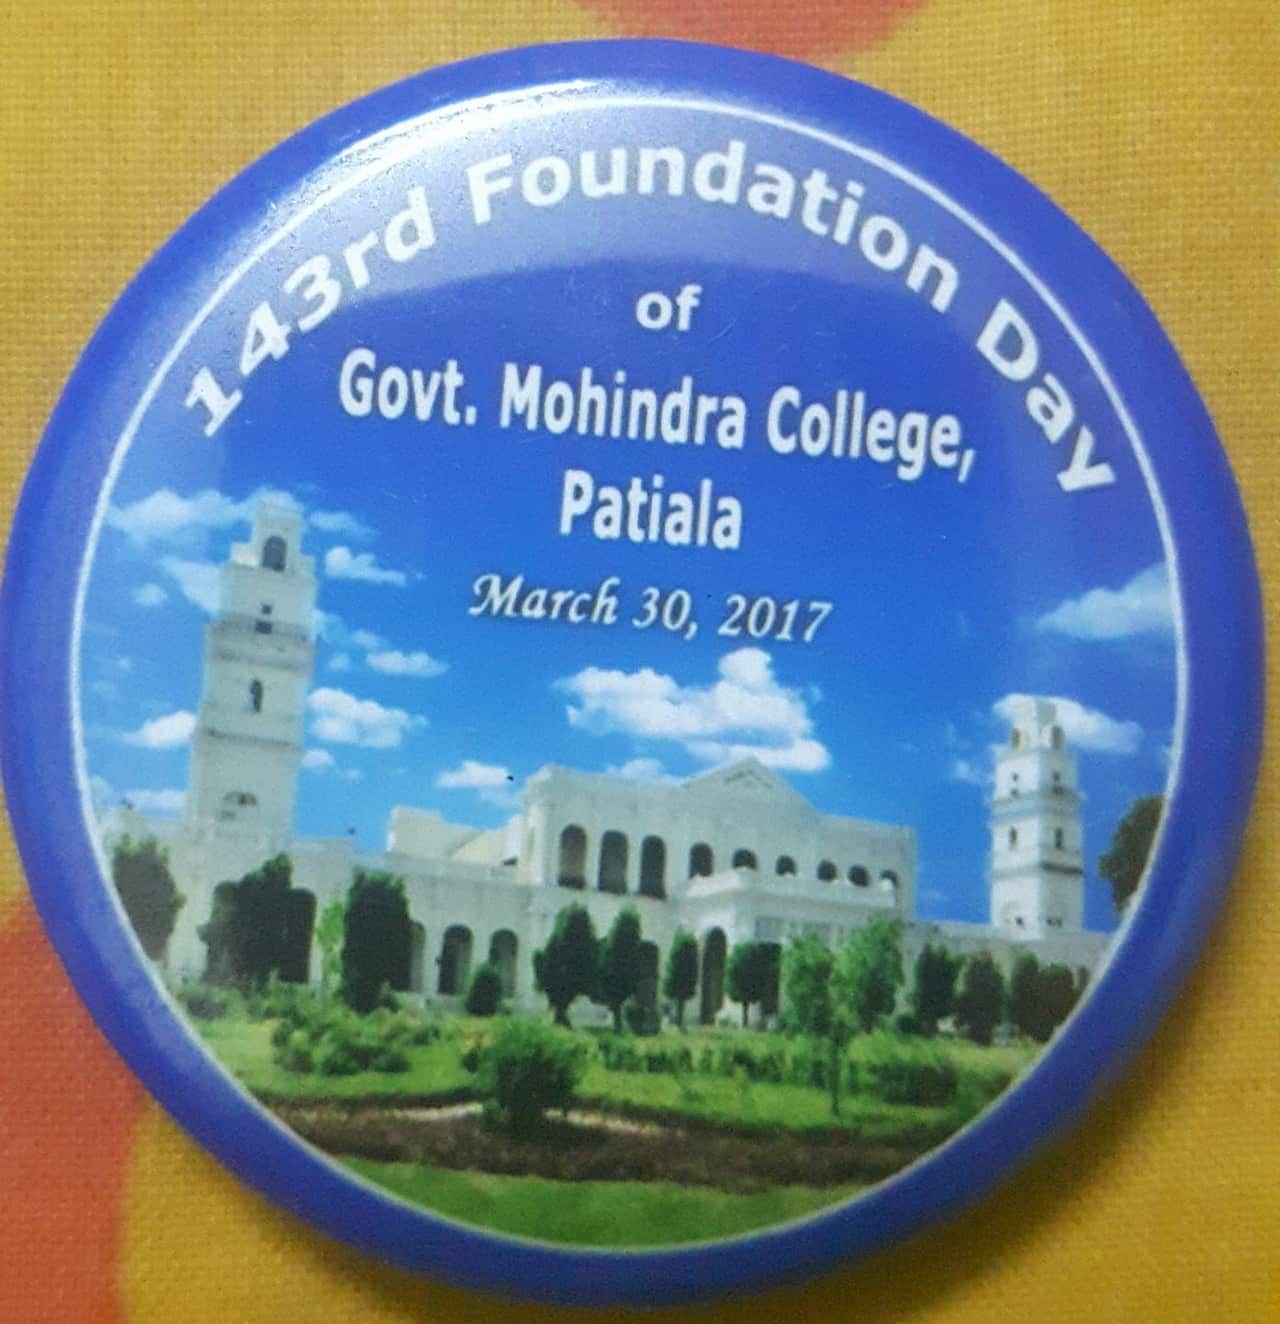 143rd Foundation Day
of
Govt. Mohindra College,
Patiala
March 30, 2017